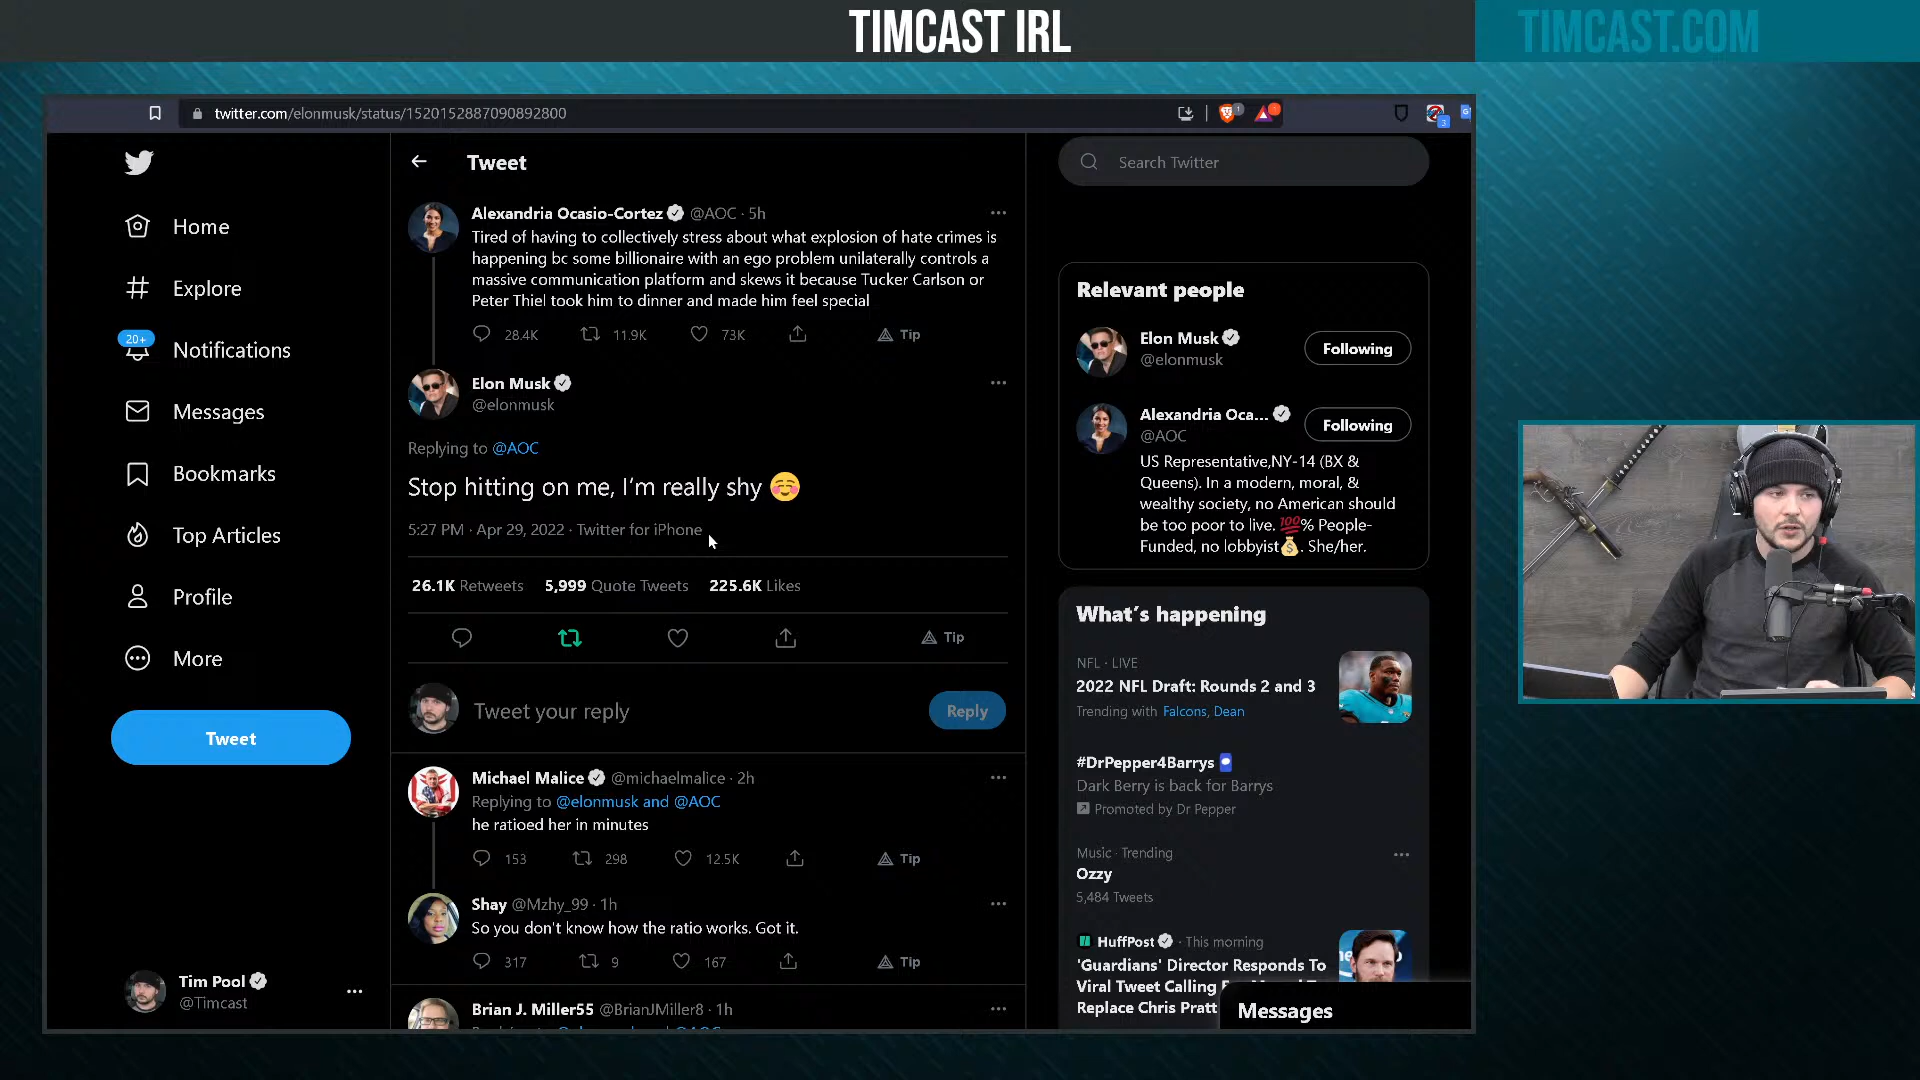 TIMCAST IRL
TIMCAST.COM
twitter.com/elonmusk/status/1520152887090892800
Home
Explore
20+
Notifications
Messages
Bookmarks
Top Articles
Profile
More
Tweet
Tim Pool
@Timcast
Tweet
Alexandria Ocasio-Cortez @AOC · 5h
Tired of having to collectively stress about what explosion of hate crimes is
happening bc some billionaire with an ego problem unilaterally controls a
massive communication platform and skews it because Tucker Carlson or
Peter Thiel took him to dinner and made him feel special
28.4K 11.9K 73K Tip
Elon Musk
@elonmusk
Replying to @AOC
Stop hitting on me, I'm really shy ☺️
5:27 PM · Apr 29, 2022 · Twitter for iPhone
26.1K Retweets 5,999 Quote Tweets 225.6K Likes
Tip
Tweet your reply
Reply
Michael Malice @michaelmalice · 2h
Replying to @elonmusk and @AOC
he ratioed her in minutes
153 298 12.5K Tip
Shay @Mzhy_99 · 1h
So you don't know how the ratio works. Got it.
317 9 167 Tip
Brian J. Miller55 @BrianJMiller8 · 1h
Search Twitter
Relevant people
Elon Musk
@elonmusk
Following
Alexandria Oca...
@AOC
Following
US Representative,NY-14 (BX &
Queens). In a modern, moral, &
wealthy society, no American should
be too poor to live. 💯% People-
Funded, no lobbyist💰. She/her.
What's happening
NFL · LIVE
2022 NFL Draft: Rounds 2 and 3
Trending with Falcons, Dean
#DrPepper4Barrys
Dark Berry is back for Barrys
Promoted by Dr Pepper
Music · Trending
Ozzy
5,484 Tweets
HuffPost · This morning
'Guardians' Director Responds To
Viral Tweet Calling
Replace Chris Pratt
Messages